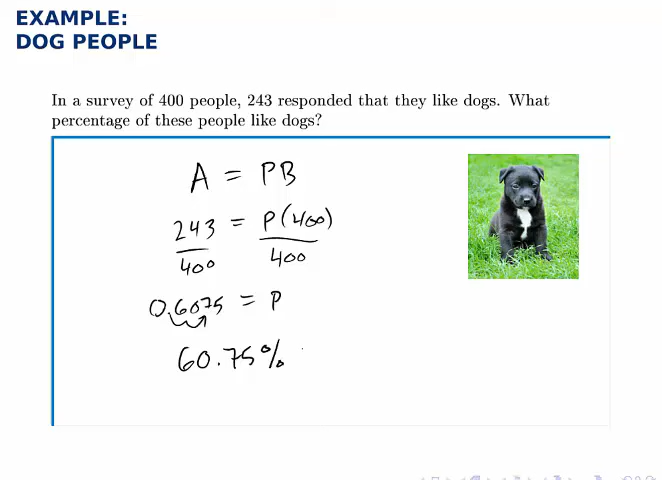 EXAMPLE:
DOG PEOPLE
In a survey of 400 people, 243 responded that they like dogs. What
percentage of these people like dogs?
A = PB
243 = P(400)
400 400
0.6075 = P
60.75%